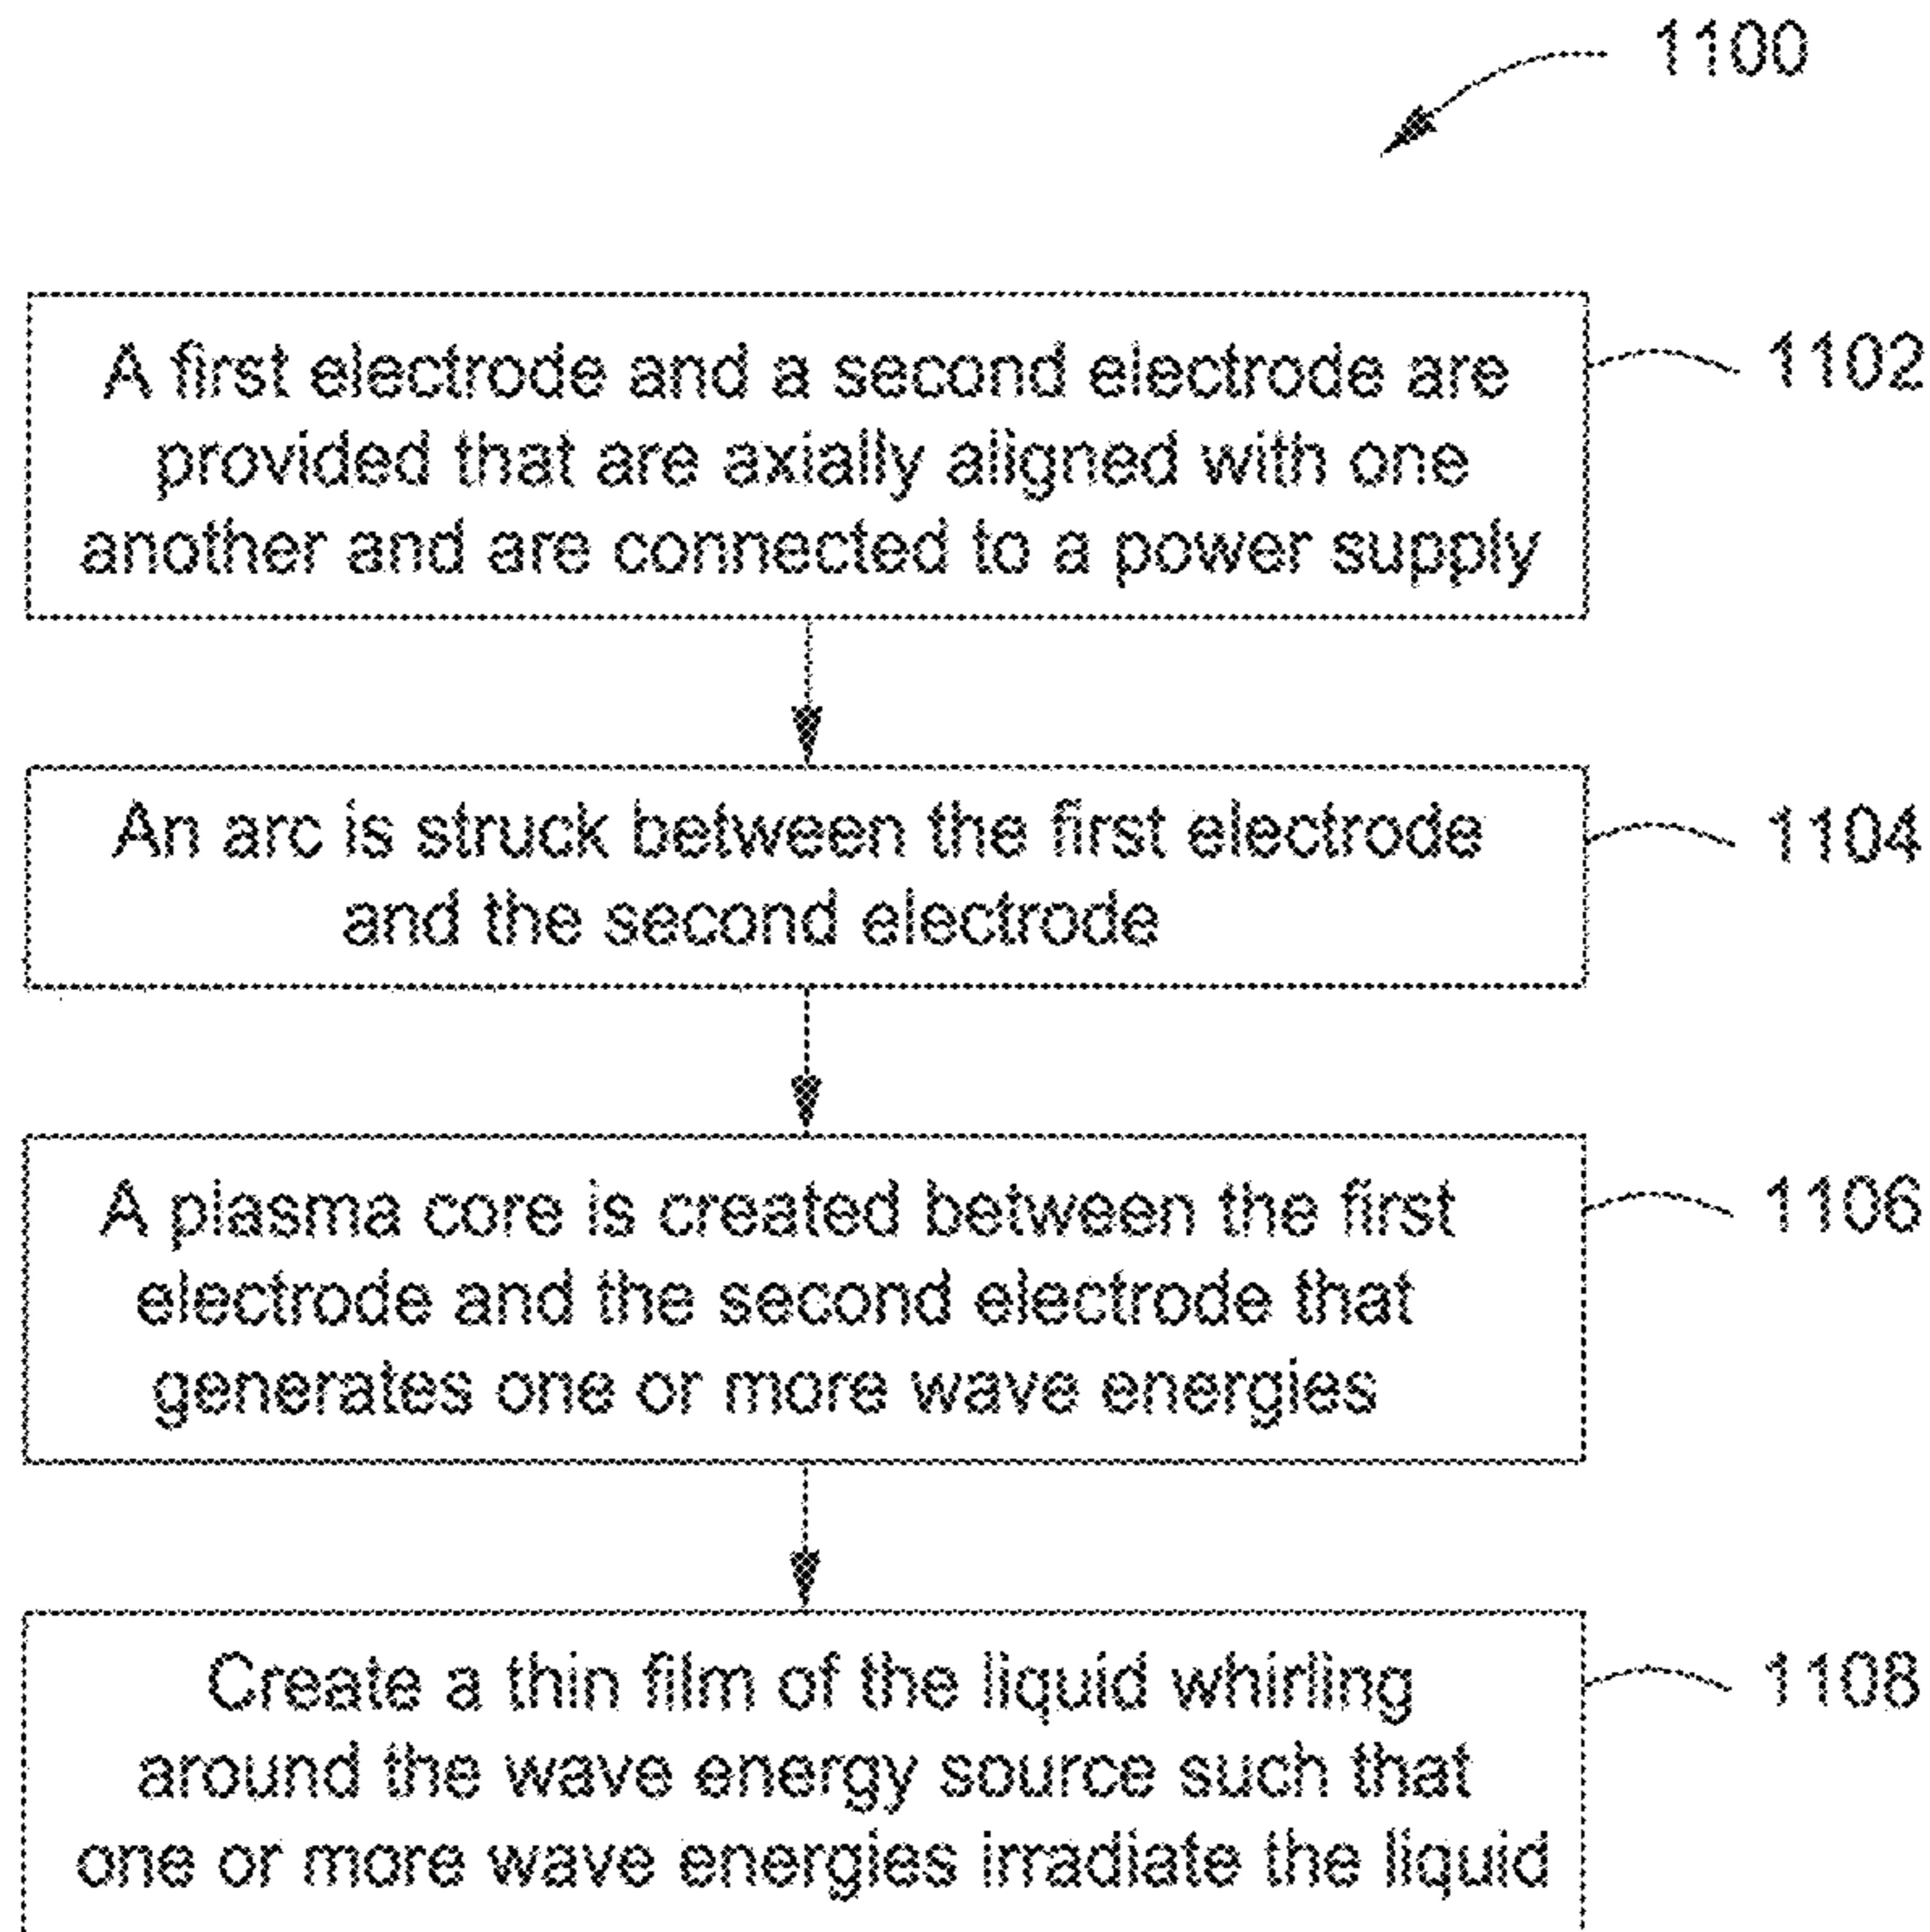 1100
A first electrode and a second electrode are
provided that are axially aligned with one
another and are connected to a power supply
1102
An arc is struck between the first electrode
and the second electrode
1104
A plasma core is created between the first
electrode and the second electrode that
generates one or more wave energies
1106
Create a thin film of the liquid whirling
around the wave energy source such that
one or more wave energies irradiate the liquid
1108